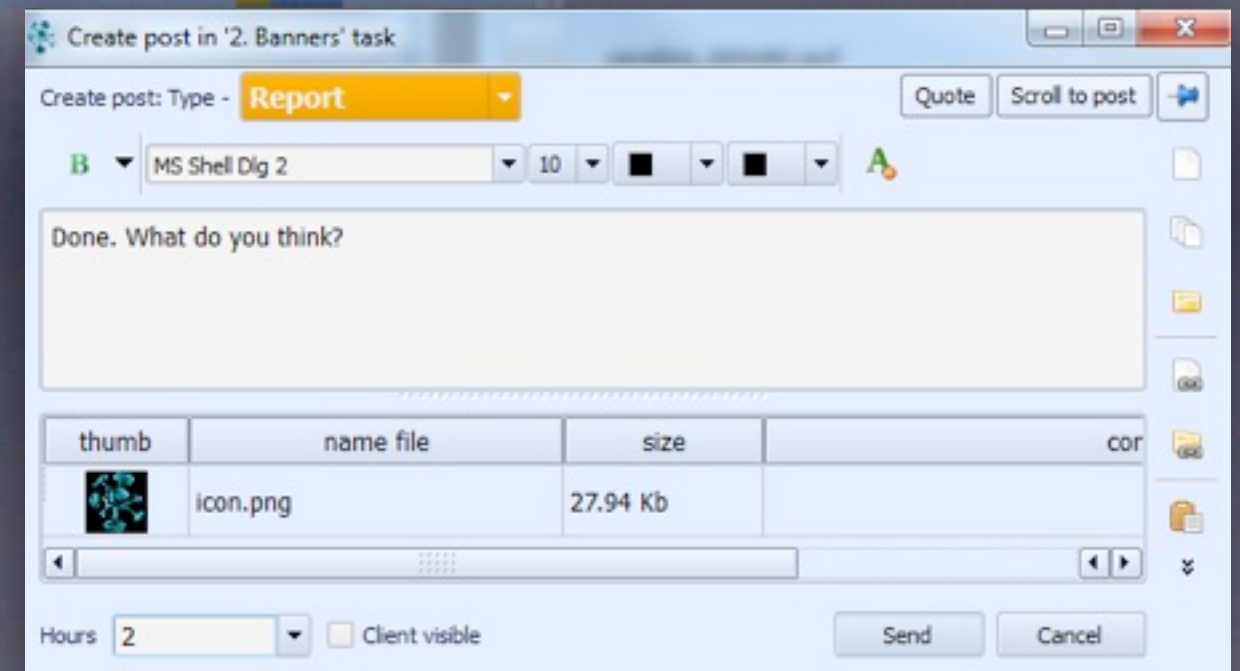 Create post in '2. Banners' task
Create post: Type - Report Quote Scroll to post
B MS Shell Dlg 2 10 A
Done. What do you think?
thumb name file size cor
icon.png 27.94 Kb
Hours 2 Client visible Send Cancel